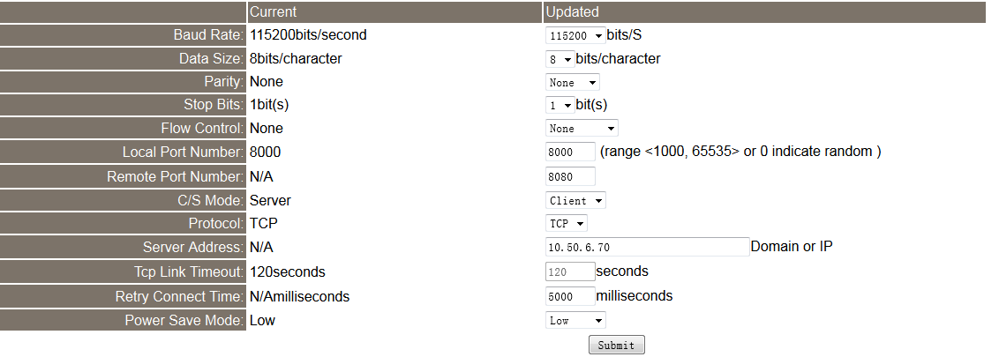 Current Updated
Baud Rate: 115200bits/second 115200 bits/S
Data Size: 8bits/character 8 bits/character
Parity: None None
Stop Bits: 1bit(s) 1 bit(s)
Flow Control: None None
Local Port Number: 8000 8000 (range <1000, 65535> or 0 indicate random )
Remote Port Number: N/A 8080
C/S Mode: Server Client
Protocol: TCP TCP
Server Address: N/A 10.50.6.70 Domain or IP
Tcp Link Timeout: 120seconds 120 seconds
Retry Connect Time: N/Amilliseconds 5000 milliseconds
Power Save Mode: Low Low
Submit